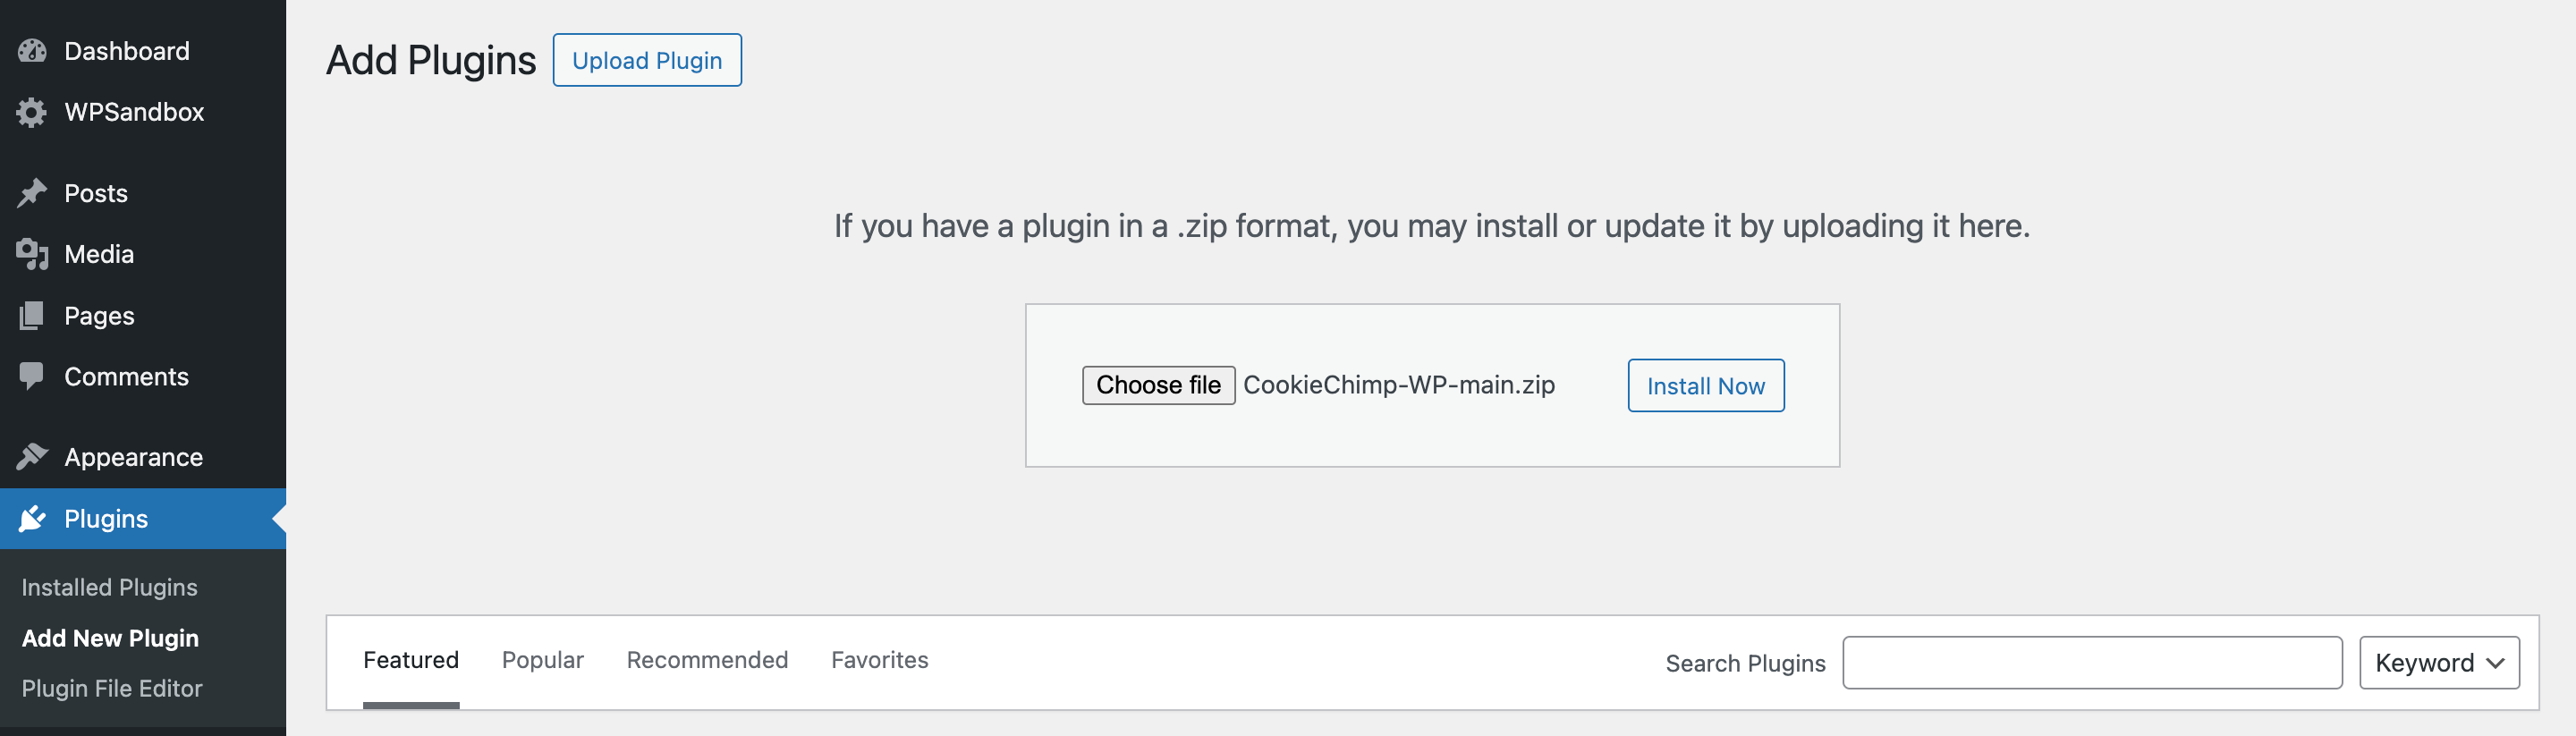 Dashboard
WPSandbox
Posts
Media
Pages
Comments
Appearance
Plugins
Installed Plugins
Add New Plugin
Plugin File Editor
Add Plugins Upload Plugin
If you have a plugin in a .zip format, you may install or update it by uploading it here.
Choose file CookieChimp-WP-main.zip Install Now
Featured Popular Recommended Favorites Search Plugins Keyword